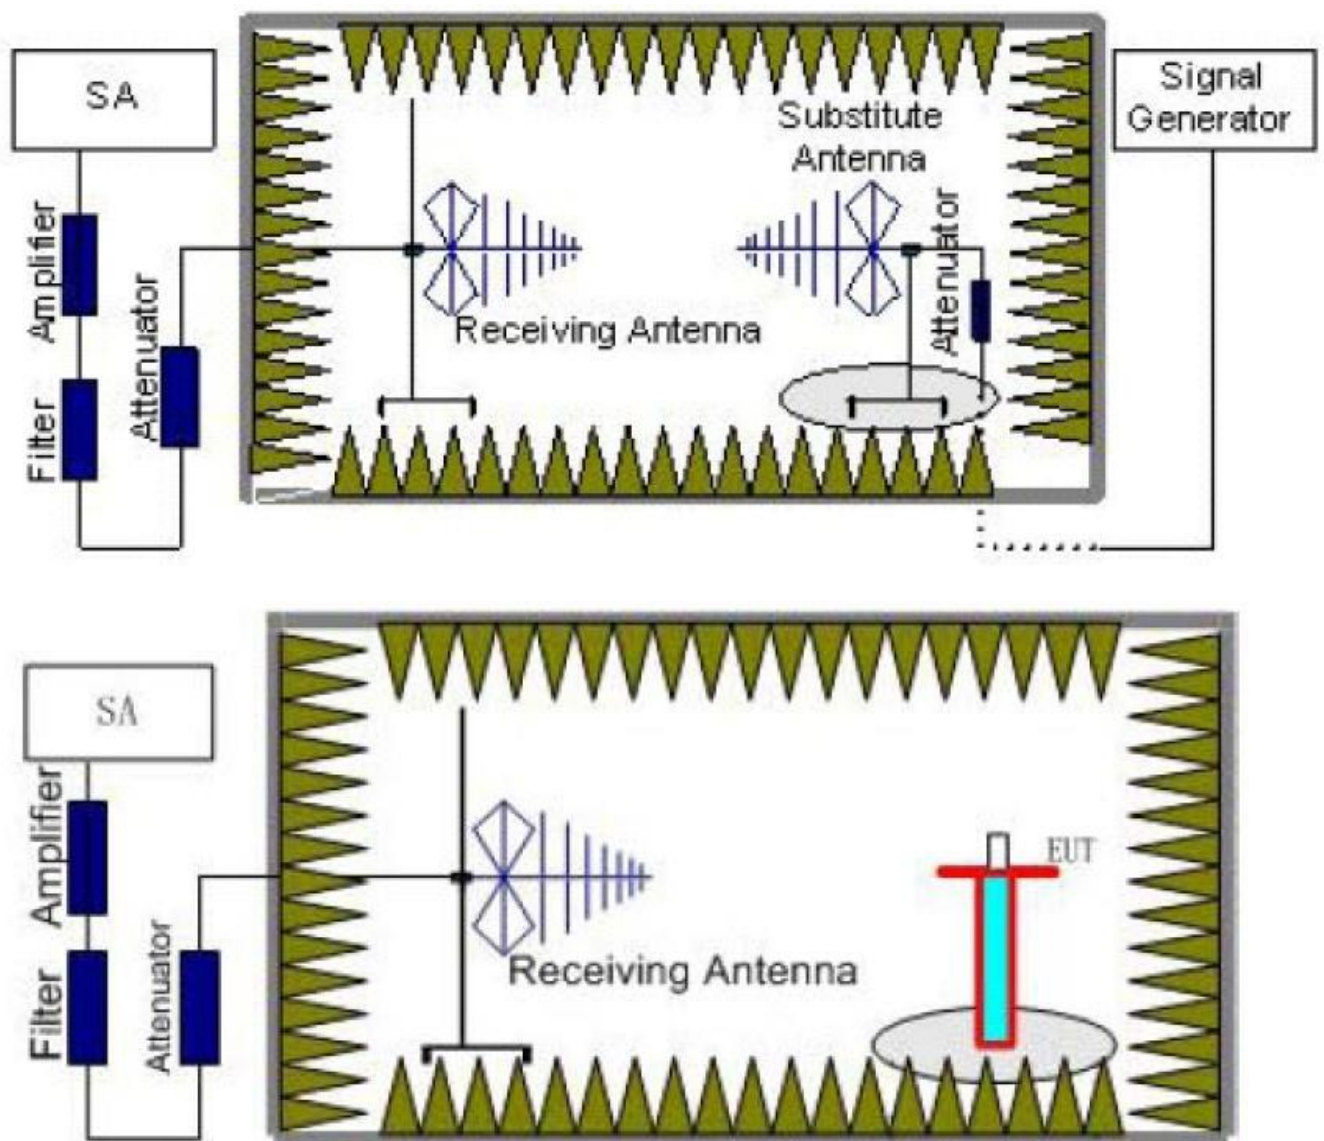 SA
Signal
Generator
Substitute
Antenna
Amplifier
Attenuator
Attenuator
Receiving Antenna
Filter
SA
Amplifier
EUT
Receiving Antenna
Filter
Attenuator